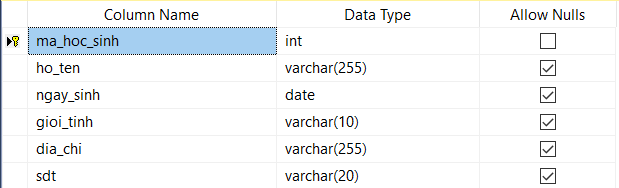 Column Name Data Type Allow Nulls
ma_hoc_sinh int
ho_ten varchar(255)
ngay_sinh date
gioi_tinh varchar(10)
dia_chi varchar(255)
sdt varchar(20)